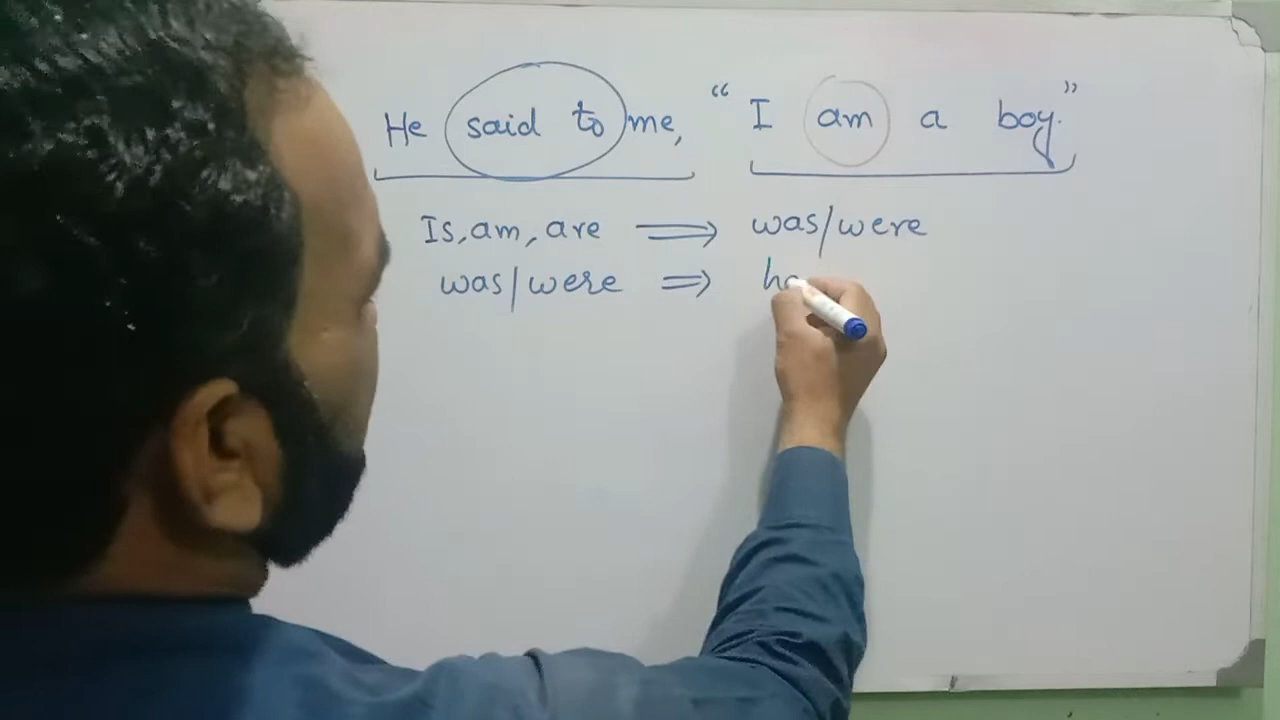 He said to me, “I am a boy.”
Is, am, are ⟹ was/were
was/were ⟹ ha